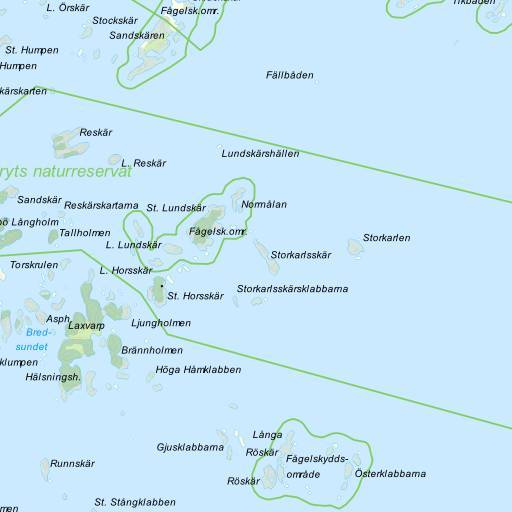 L. Örskär
Fågelsk.omr.
Stockskär
Sandskären
St. Humpen
Humpen
Fällbåden
Reskär
Lundskärshällen
L. Reskär
ryts naturreservat
Sandskär
Reskärskartarna
St. Lundskär
Normålan
Långholm
Tallholmen
Fågelsk.omr.
Storkarlen
L. Lundskär
Storkarlsskär
Torskrulen
L. Horsskär
St. Horsskär
Storkarlsskärsklabbarna
Asph.
Laxvarp
Ljungholmen
Bred-
sundet
Brännholmen
klumpen
Hälsningsh.
Höga Håmklabben
Långa
Röskär
Gjusklabbarna
Fågelskydds-
område
Runnskär
Röskär
Österklabbarna
St. Stångklabben